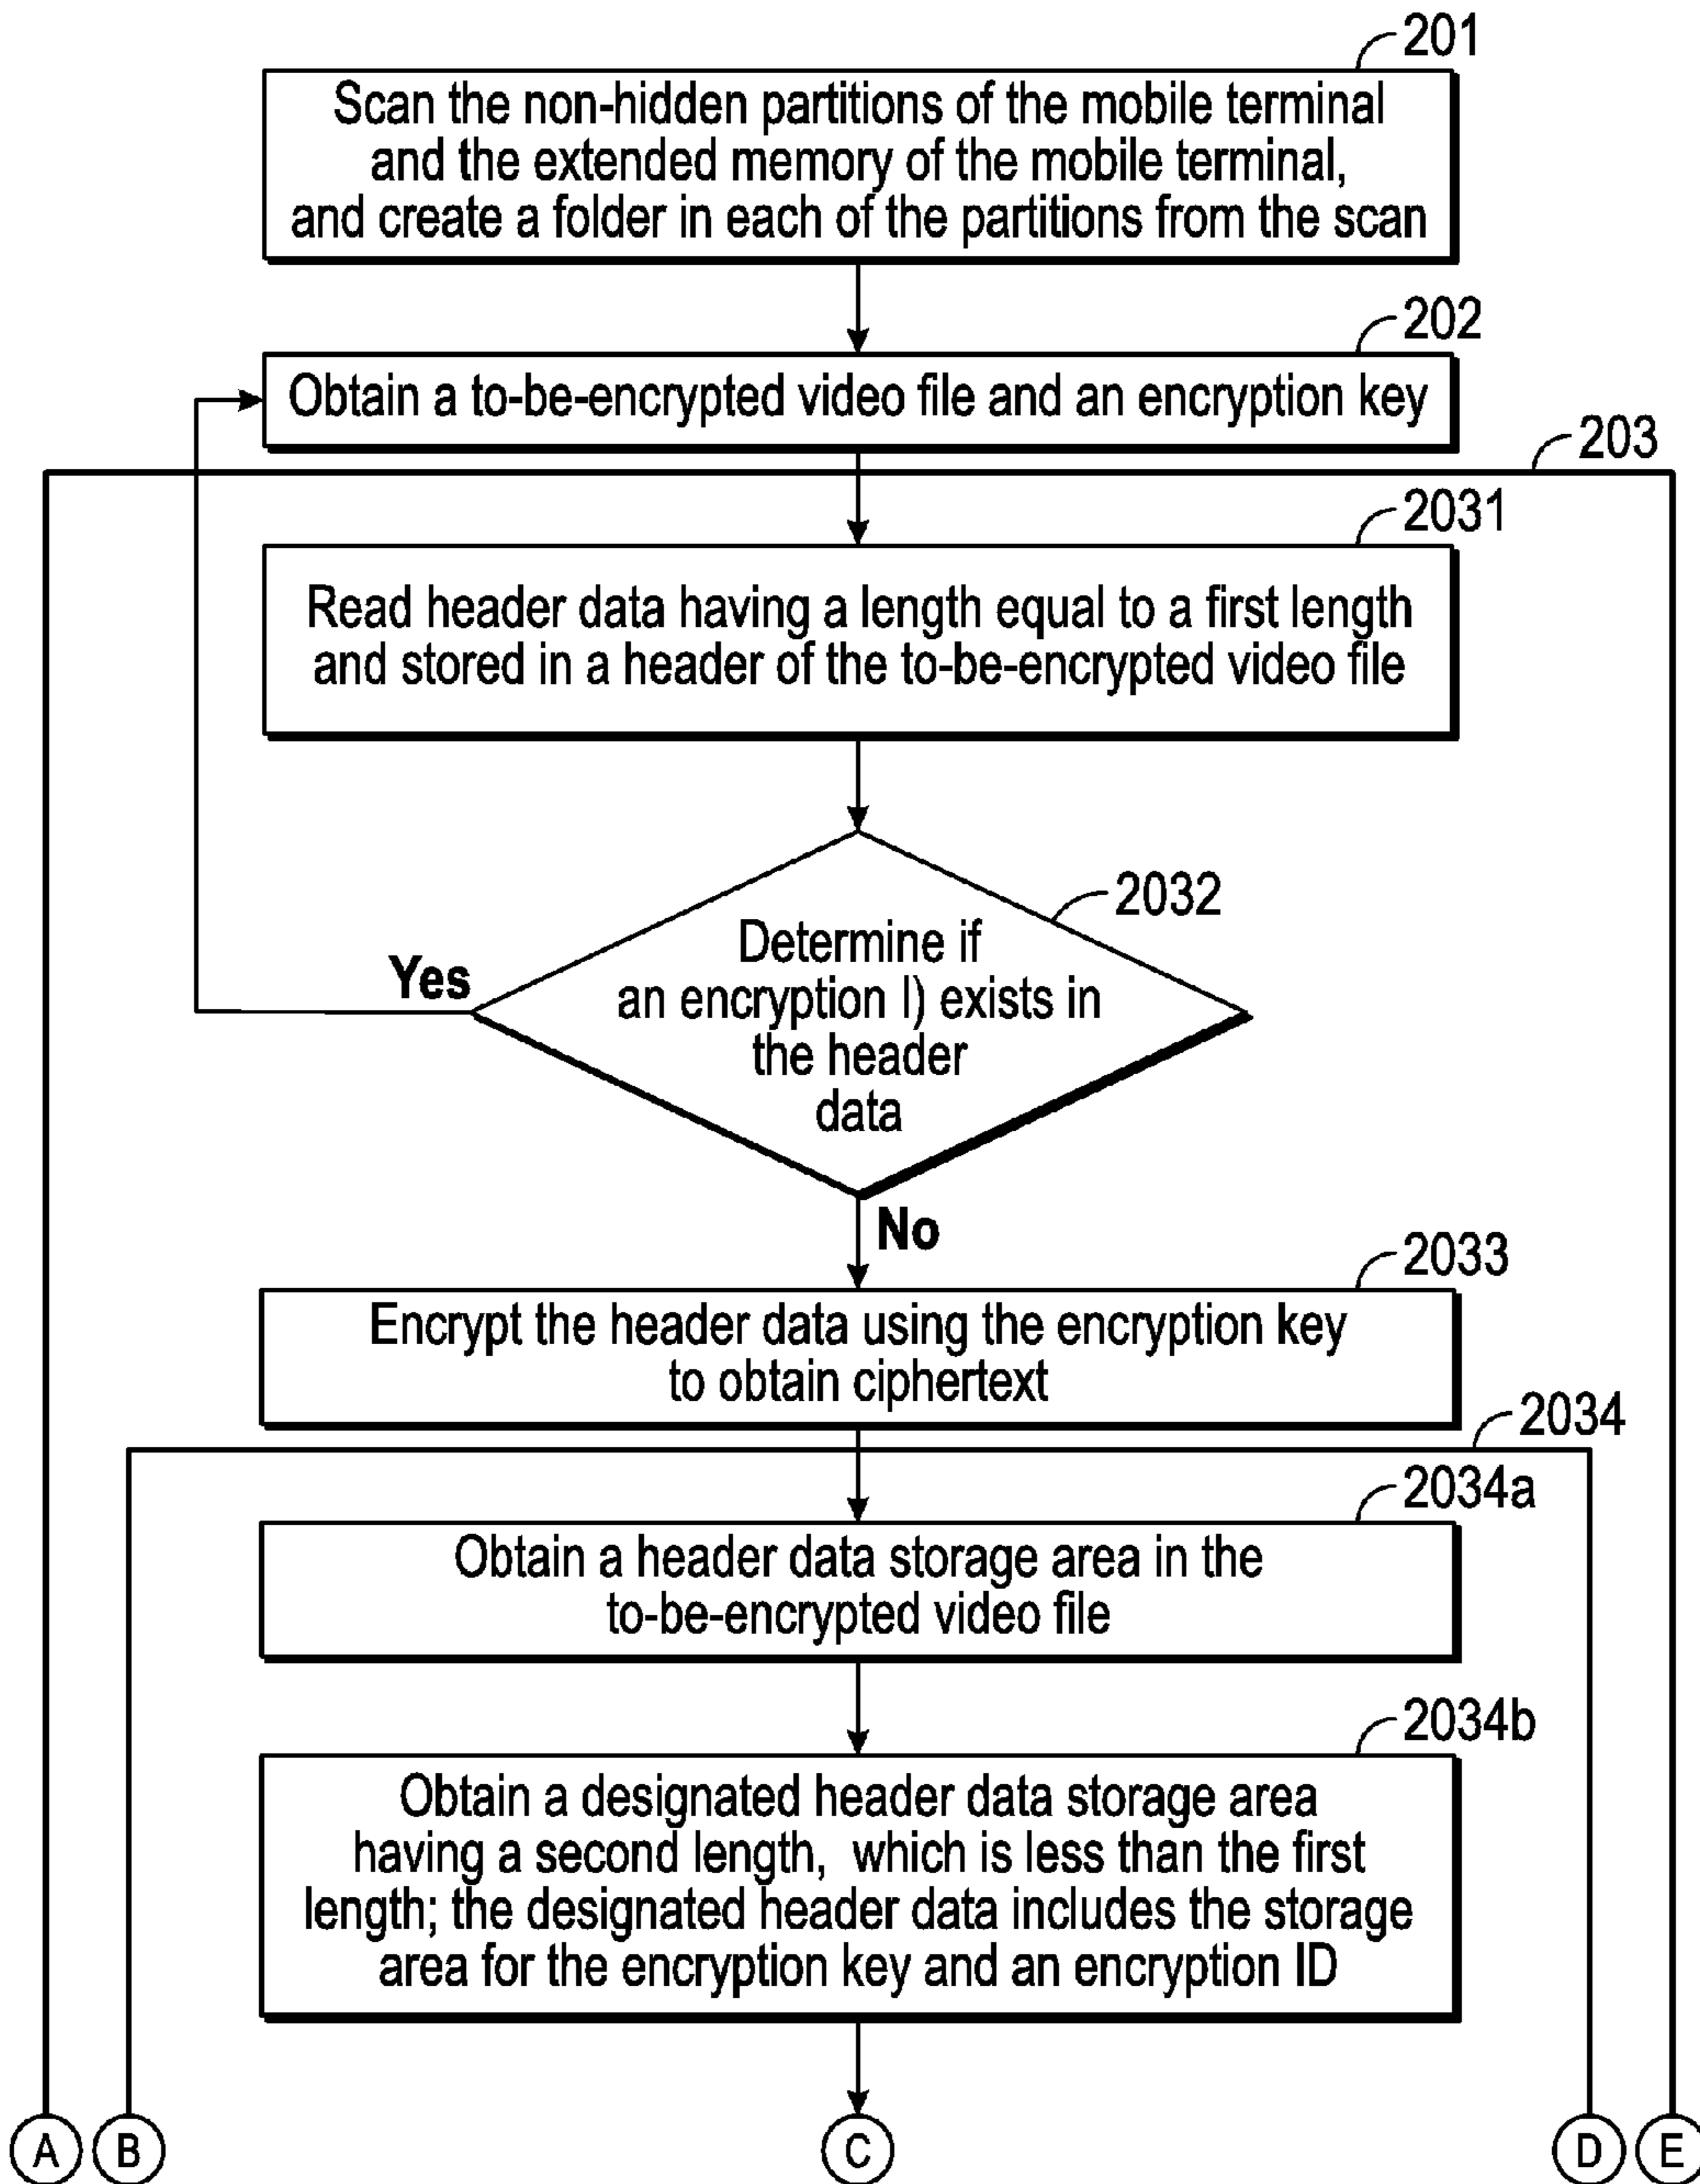 201
Scan the non-hidden partitions of the mobile terminal
and the extended memory of the mobile terminal,
and create a folder in each of the partitions from the scan
202
Obtain a to-be-encrypted video file and an encryption key
203
2031
Read header data having a length equal to a first length
and stored in a header of the to-be-encrypted video file
2032
Determine if
an encryption I) exists in
the header
data
Yes
No
2033
Encrypt the header data using the encryption key
to obtain ciphertext
2034
2034a
Obtain a header data storage area in the
to-be-encrypted video file
2034b
Obtain a designated header data storage area
having a second length, which is less than the first
length; the designated header data includes the storage
area for the encryption key and an encryption ID
A B C D E